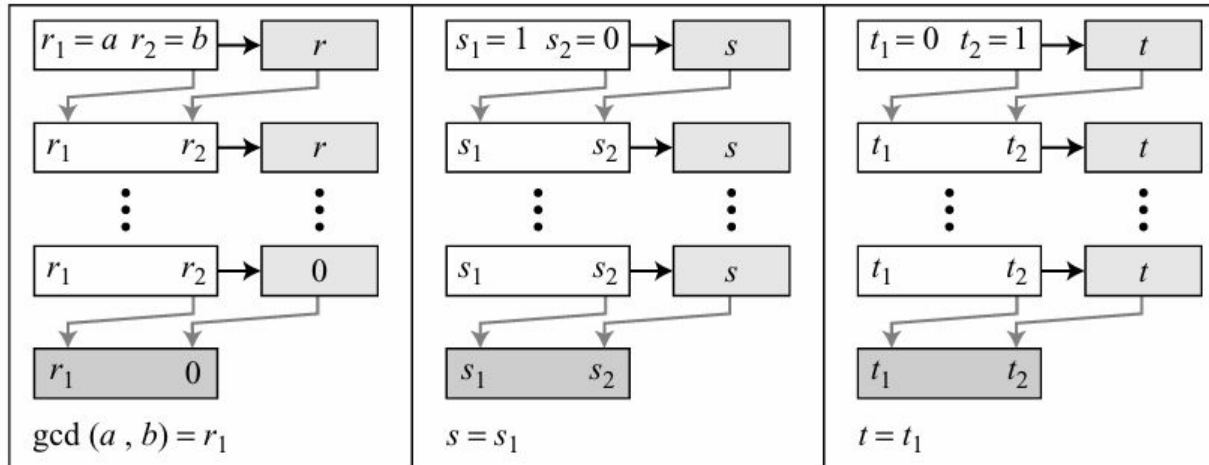 r₁ = a r₂ = b r
r₁ r₂ r
r₁ r₂ 0
r₁ 0
gcd (a , b) = r₁
s₁ = 1 s₂ = 0 s
s₁ s₂ s
s₁ s₂ s
s₁ s₂
s = s₁
t₁ = 0 t₂ = 1 t
t₁ t₂ t
t₁ t₂ t
t₁ t₂
t = t₁